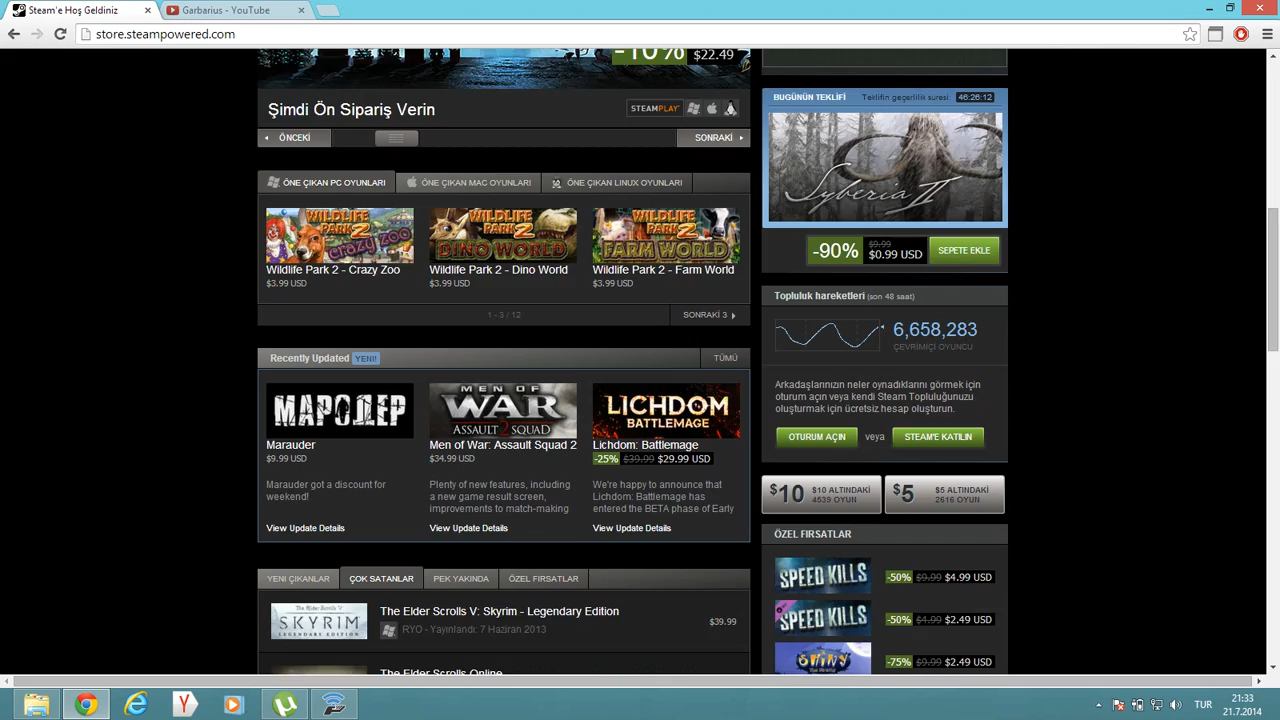 Steam'e Hoş Geldiniz
Garbarius - YouTube
store.steampowered.com
-10%
$22.49
Şimdi Ön Sipariş Verin
STEAMPLAY
ÖNCEKİ
SONRAKİ
ÖNE ÇIKAN PC OYUNLARI
ÖNE ÇIKAN MAC OYUNLARI
ÖNE ÇIKAN LINUX OYUNLARI
WILDLIFE PARK 2 CRAZY ZOO
WILDLIFE PARK 2 DINO WORLD
WILDLIFE PARK 2 FARM WORLD
Wildlife Park 2 - Crazy Zoo
Wildlife Park 2 - Dino World
Wildlife Park 2 - Farm World
$3.99 USD
$3.99 USD
$3.99 USD
1 - 3 / 12
SONRAKİ 3
Recently Updated YENİ!
TÜMÜ
МАРОДЕР
MEN OF WAR ASSAULT SQUAD 2
LICHDOM BATTLEMAGE
Marauder
Men of War: Assault Squad 2
Lichdom: Battlemage
$9.99 USD
$34.99 USD
-25% $39.99 $29.99 USD
Marauder got a discount for
weekend!
Plenty of new features, including
a new game result screen,
improvements to match-making
We're happy to announce that
Lichdom: Battlemage has
entered the BETA phase of Early
View Update Details
View Update Details
View Update Details
YENİ ÇIKANLAR
ÇOK SATANLAR
PEK YAKINDA
ÖZEL FIRSATLAR
The Elder Scrolls V
SKYRIM
LEGENDARY EDITION
The Elder Scrolls V: Skyrim - Legendary Edition
RYO - Yayınlandı: 7 Haziran 2013
$39.99
The Elder Scrolls Online
BUGÜNÜN TEKLİFİ
Teklifin geçerlilik suresi: 46:26:12
Syberia II
-90%
$9.99
$0.99 USD
SEPETE EKLE
Topluluk hareketleri (son 48 saat)
6,658,283
ÇEVRİMİÇİ OYUNCU
Arkadaşlarınızın neler oynadıklarını görmek için
oturum açın veya kendi Steam Topluluğunuzu
oluşturmak için ücretsiz hesap oluşturun.
OTURUM AÇIN
veya
STEAM'E KATILIN
$10
$10 ALTINDAKİ
4539 OYUN
$5
$5 ALTINDAKİ
2616 OYUN
ÖZEL FIRSATLAR
SPEED KILLS
-50% $9.99 $4.99 USD
SPEED KILLS
-50% $4.99 $2.49 USD
-75% $9.99 $2.49 USD
TUR
21:33
21.7.2014